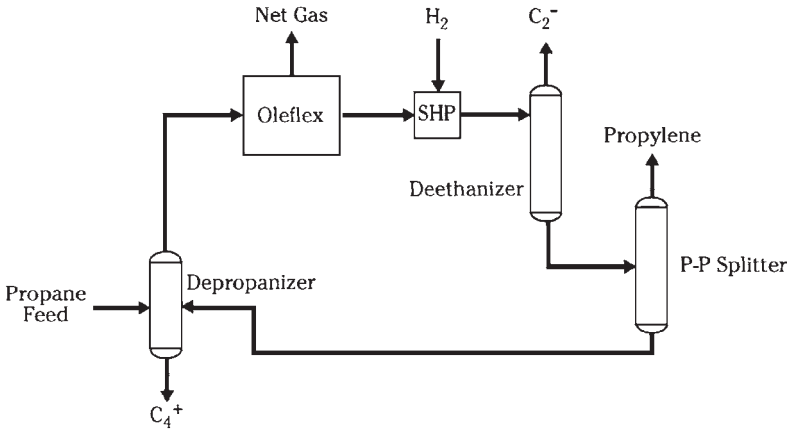 Net Gas
H₂
C₂⁻
Oleflex
SHP
Propylene
Deethanizer
P-P Splitter
Depropanizer
Propane
Feed
C₄⁺